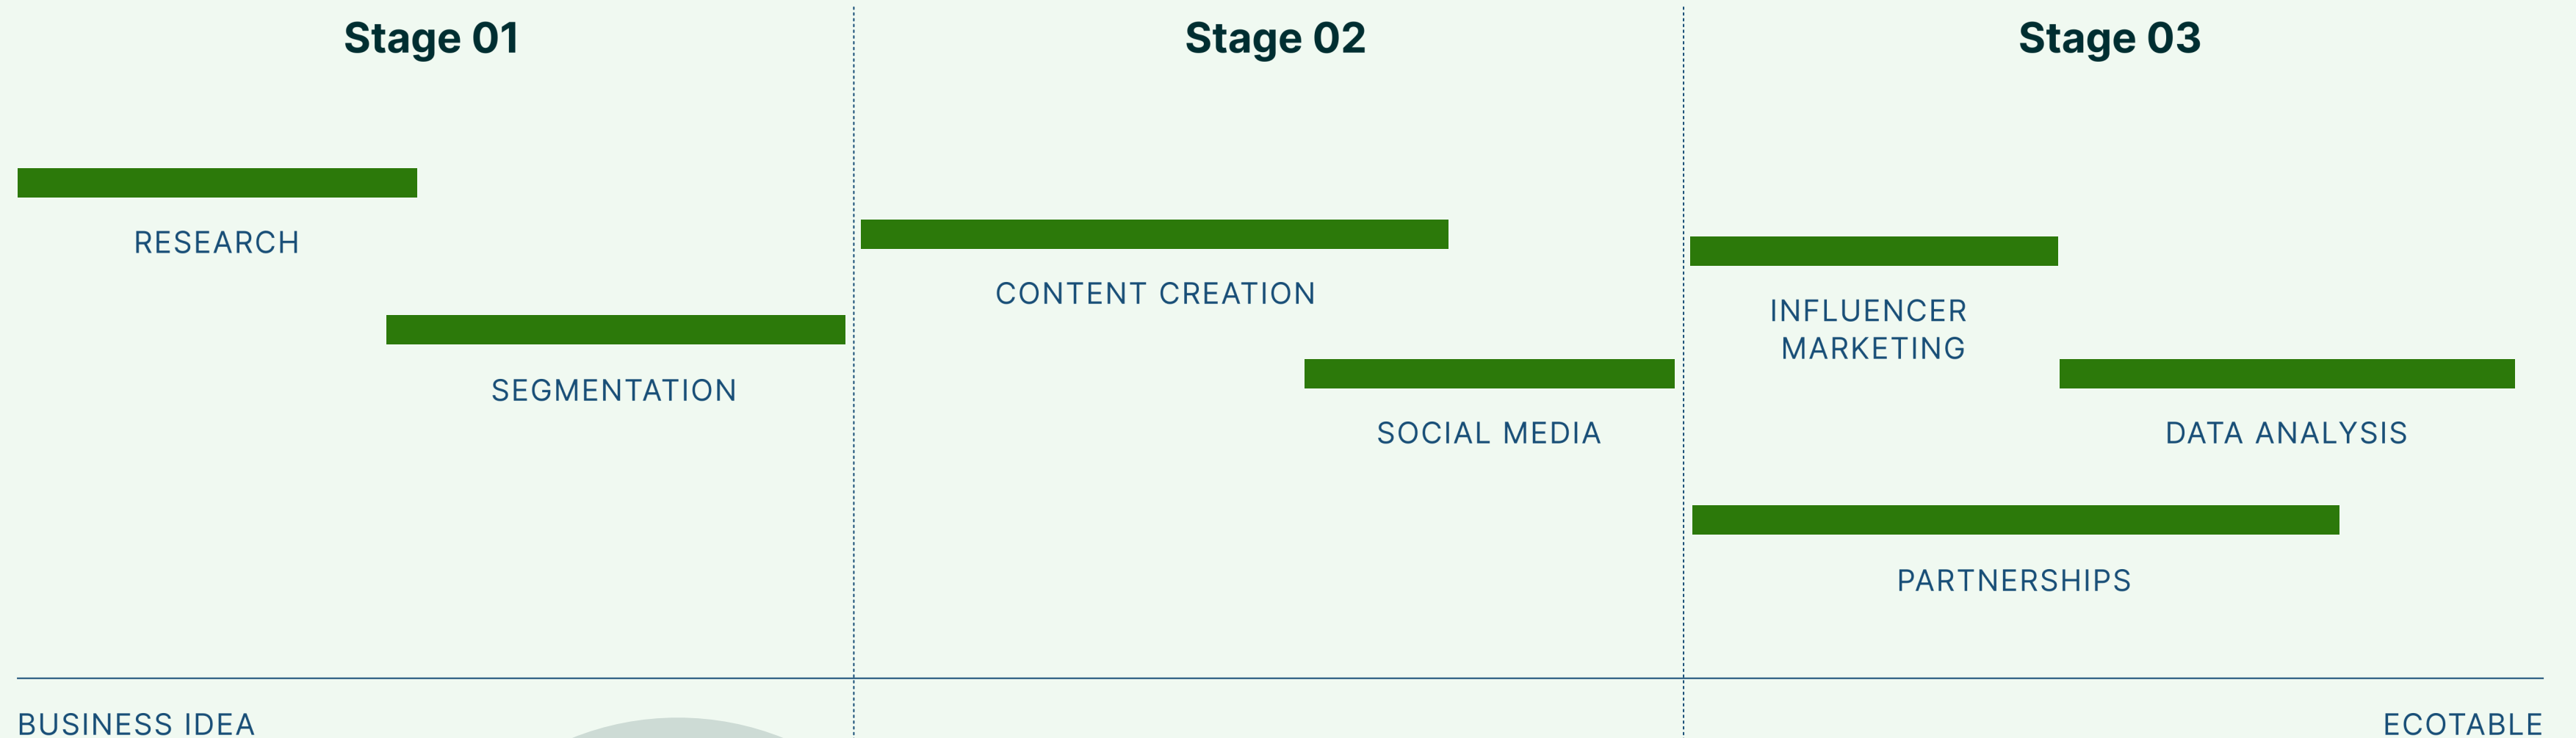 Stage 01
Stage 02
Stage 03
RESEARCH
CONTENT CREATION
INFLUENCER
MARKETING
SEGMENTATION
SOCIAL MEDIA
DATA ANALYSIS
PARTNERSHIPS
BUSINESS IDEA
ECOTABLE